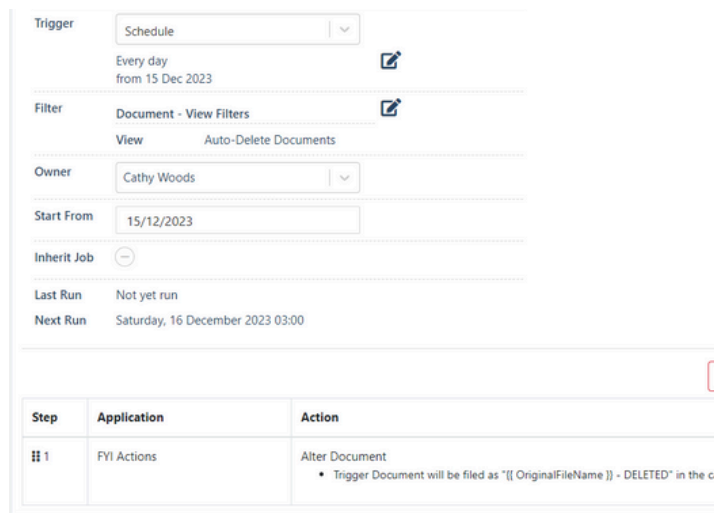 Trigger
Schedule
Every day
from 15 Dec 2023
Filter
Document - View Filters
View Auto-Delete Documents
Owner
Cathy Woods
Start From
15/12/2023
Inherit Job
Last Run Not yet run
Next Run Saturday, 16 December 2023 03:00
Step Application Action
1 FYI Actions Alter Document
• Trigger Document will be filed as "{{ OriginalFileName }} - DELETED" in the